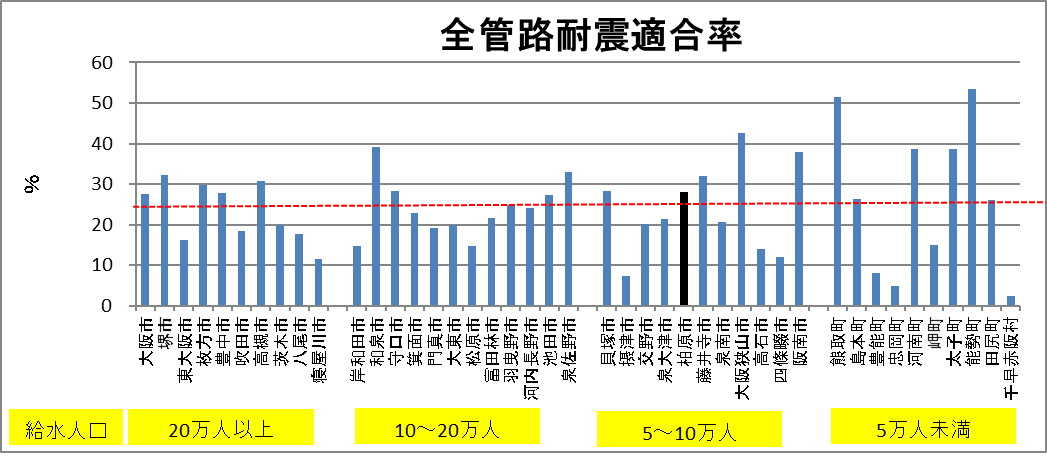 全管路耐震適合率
60
50
40
30
20
10
0
%
大阪市
堺市
東大阪市
枚方市
豊中市
吹田市
高槻市
茨木市
八尾市
寝屋川市
岸和田市
和泉市
守口市
箕面市
門真市
大東市
松原市
富田林市
羽曳野市
河内長野市
池田市
泉佐野市
貝塚市
摂津市
交野市
泉大津市
柏原市
藤井寺市
泉南市
大阪狭山市
高石市
四條畷市
阪南市
熊取町
島本町
豊能町
忠岡町
河南町
岬町
太子町
能勢町
田尻町
千早赤阪村
給水人口
20万人以上
10～20万人
5～10万人
5万人未満